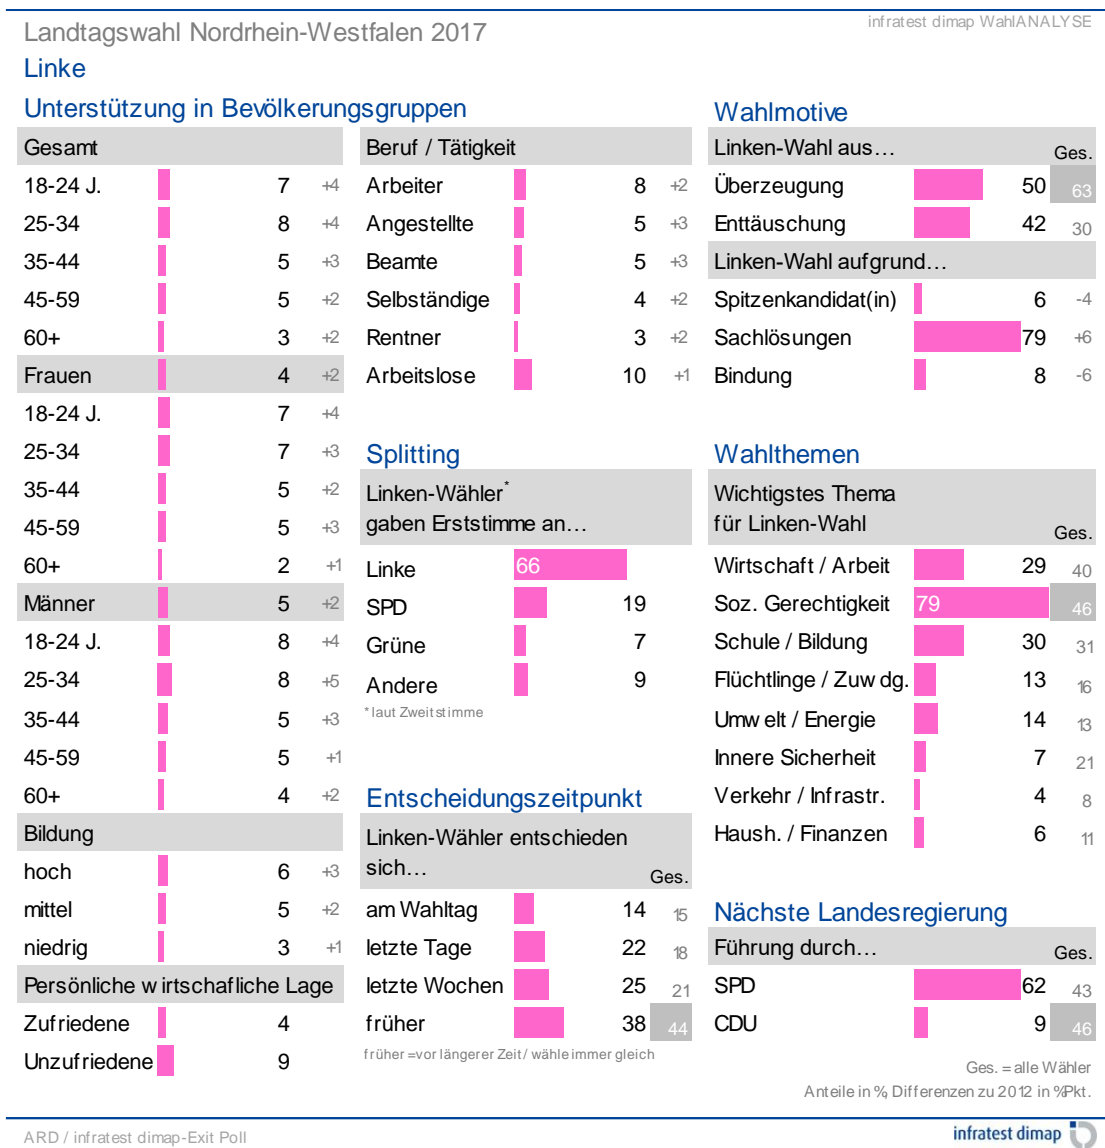 infratest dimap WahlANALYSE
Landtagswahl Nordrhein-Westfalen 2017
Linke
Unterstützung in Bevölkerungsgruppen
Gesamt
18-24 J. 7 +4
25-34 8 +4
35-44 5 +3
45-59 5 +2
60+ 3 +2
Frauen 4 +2
18-24 J. 7 +4
25-34 7 +3
35-44 5 +2
45-59 5 +3
60+ 2 +1
Männer 5 +2
18-24 J. 8 +4
25-34 8 +5
35-44 5 +3
45-59 5 +1
60+ 4 +2
Bildung
hoch 6 +3
mittel 5 +2
niedrig 3 +1
Persönliche wirtschafliche Lage
Zufriedene 4
Unzufriedene 9
Beruf / Tätigkeit
Arbeiter 8 +2
Angestellte 5 +3
Beamte 5 +3
Selbständige 4 +2
Rentner 3 +2
Arbeitslose 10 +1
Splitting
Linken-Wähler*
gaben Erststimme an…
Linke 66
SPD 19
Grüne 7
Andere 9
*laut Zweitstimme
Entscheidungszeitpunkt
Linken-Wähler entschieden
sich… Ges.
am Wahltag 14 15
letzte Tage 22 18
letzte Wochen 25 21
früher 38 44
früher =vor längerer Zeit / wähle immer gleich
Wahlmotive
Linken-Wahl aus… Ges.
Überzeugung 50 63
Enttäuschung 42 30
Linken-Wahl aufgrund…
Spitzenkandidat(in) 6 -4
Sachlösungen 79 +6
Bindung 8 -6
Wahlthemen
Wichtigstes Thema
für Linken-Wahl Ges.
Wirtschaft / Arbeit 29 40
Soz. Gerechtigkeit 79 46
Schule / Bildung 30 31
Flüchtlinge / Zuwdg. 13 16
Umwelt / Energie 14 13
Innere Sicherheit 7 21
Verkehr / Infrastr. 4 8
Haush. / Finanzen 6 11
Nächste Landesregierung
Führung durch… Ges.
SPD 62 43
CDU 9 46
Ges. = alle Wähler
Anteile in %, Differenzen zu 2012 in %Pkt.
ARD / infratest dimap-Exit Poll
infratest dimap